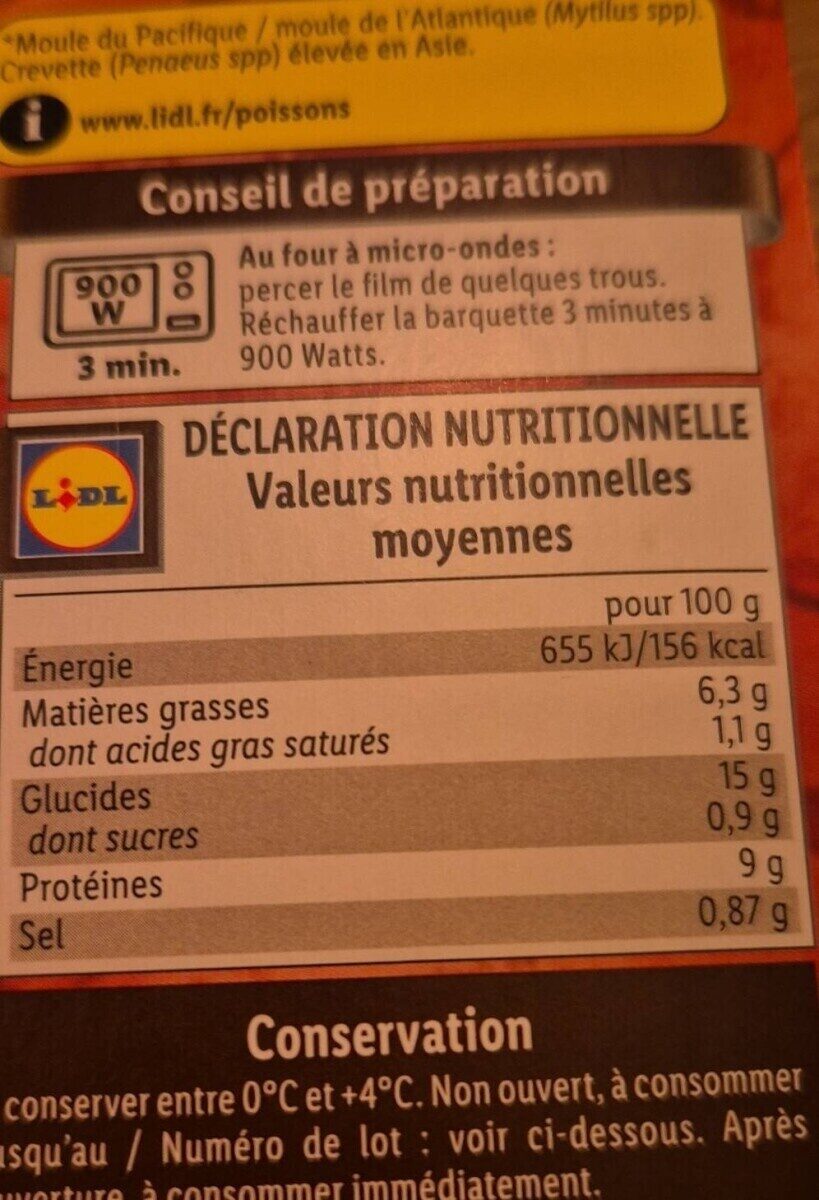 *Moule du Pacifique / moule de l'Atlantique (Mytilus spp).
Crevette (Penaeus spp) élevée en Asie.
i www.lidl.fr/poissons
Conseil de préparation
900 W
3 min.
Au four à micro-ondes :
percer le film de quelques trous.
Réchauffer la barquette 3 minutes à
900 Watts.
LIDL
DÉCLARATION NUTRITIONNELLE
Valeurs nutritionnelles
moyennes
pour 100 g
Énergie 655 kJ/156 kcal
Matières grasses 6,3 g
dont acides gras saturés 1,1 g
Glucides 15 g
dont sucres 0,9 g
Protéines 9 g
Sel 0,87 g
Conservation
conserver entre 0°C et +4°C. Non ouvert, à consommer
usqu'au / Numéro de lot : voir ci-dessous. Après
uverture à consommer immédiatement.